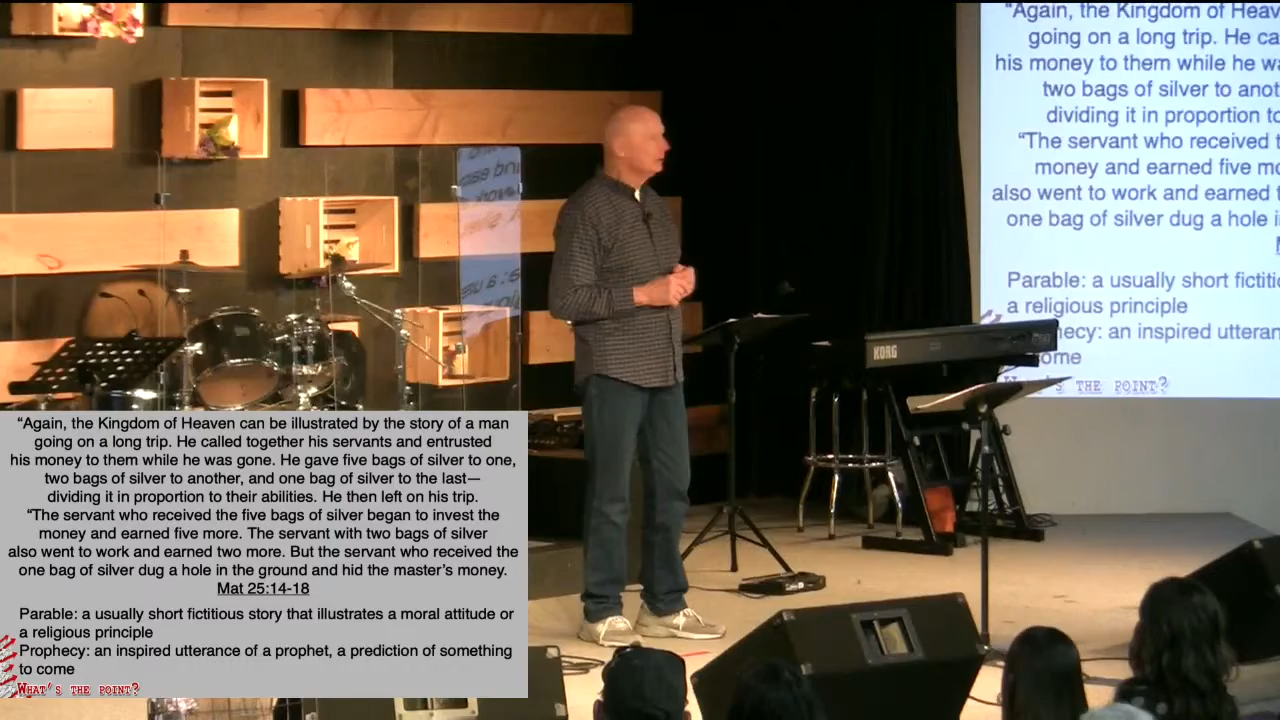 “Again, the Kingdom of Heaven can be illustrated by the story of a man
going on a long trip. He called together his servants and entrusted
his money to them while he was gone. He gave five bags of silver to one,
two bags of silver to another, and one bag of silver to the last—
dividing it in proportion to their abilities. He then left on his trip.
“The servant who received the five bags of silver began to invest the
money and earned five more. The servant with two bags of silver
also went to work and earned two more. But the servant who received the
one bag of silver dug a hole in the ground and hid the master’s money.
Mat 25:14-18
Parable: a usually short fictitious story that illustrates a moral attitude or
a religious principle
Prophecy: an inspired utterance of a prophet, a prediction of something
to come
What’s the point?
“Again, the Kingdom of
going on a long trip. He
his money to them while he
two bags of silver to
dividing it in proportion to
“The servant who received
money and earned five
also went to work and earned
one bag of silver dug a hole
Parable: a usually short
a religious principle
an inspired
come
the point?
KORG